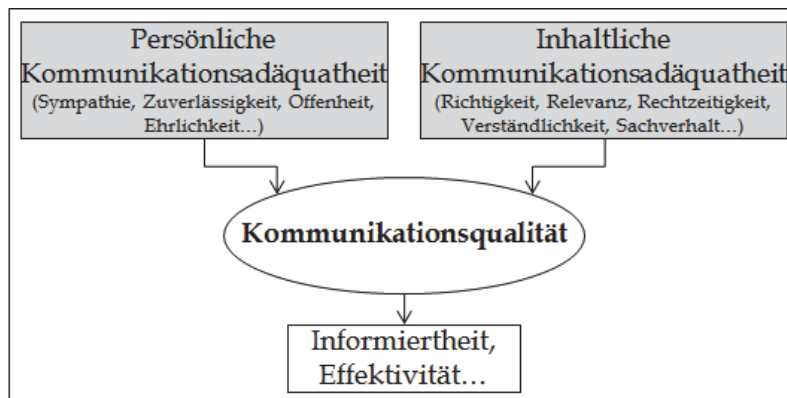 Persönliche
Kommunikationsadäquatheit
(Sympathie, Zuverlässigkeit, Offenheit,
Ehrlichkeit...)
Inhaltliche
Kommunikationsadäquatheit
(Richtigkeit, Relevanz, Rechtzeitigkeit,
Verständlichkeit, Sachverhalt...)
Kommunikationsqualität
Informiertheit,
Effektivität...